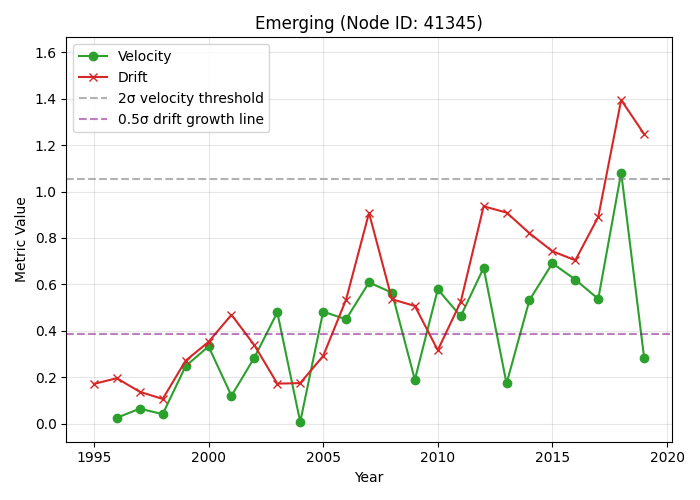 Emerging (Node ID: 41345)
Velocity
Drift
2σ velocity threshold
0.5σ drift growth line
Metric Value
1.6
1.4
1.2
1.0
0.8
0.6
0.4
0.2
0.0
1995 2000 2005 2010 2015 2020
Year